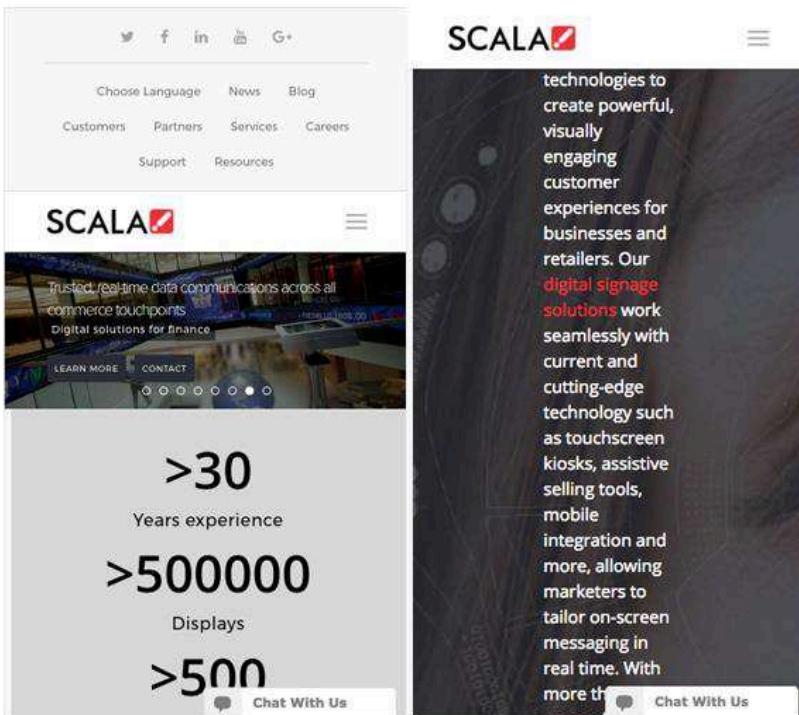 G+
Choose Language News Blog
Customers Partners Services Careers
Support Resources
SCALA
Trusted, real-time data communications across all
commerce touchpoints
Digital solutions for finance
LEARN MORE CONTACT
>30
Years experience
>500000
Displays
>500
Chat With Us
SCALA
technologies to
create powerful,
visually
engaging
customer
experiences for
businesses and
retailers. Our
digital signage
solutions work
seamlessly with
current and
cutting-edge
technology such
as touchscreen
kiosks, assistive
selling tools,
mobile
integration and
more, allowing
marketers to
tailor on-screen
messaging in
real time. With
more th
Chat With Us